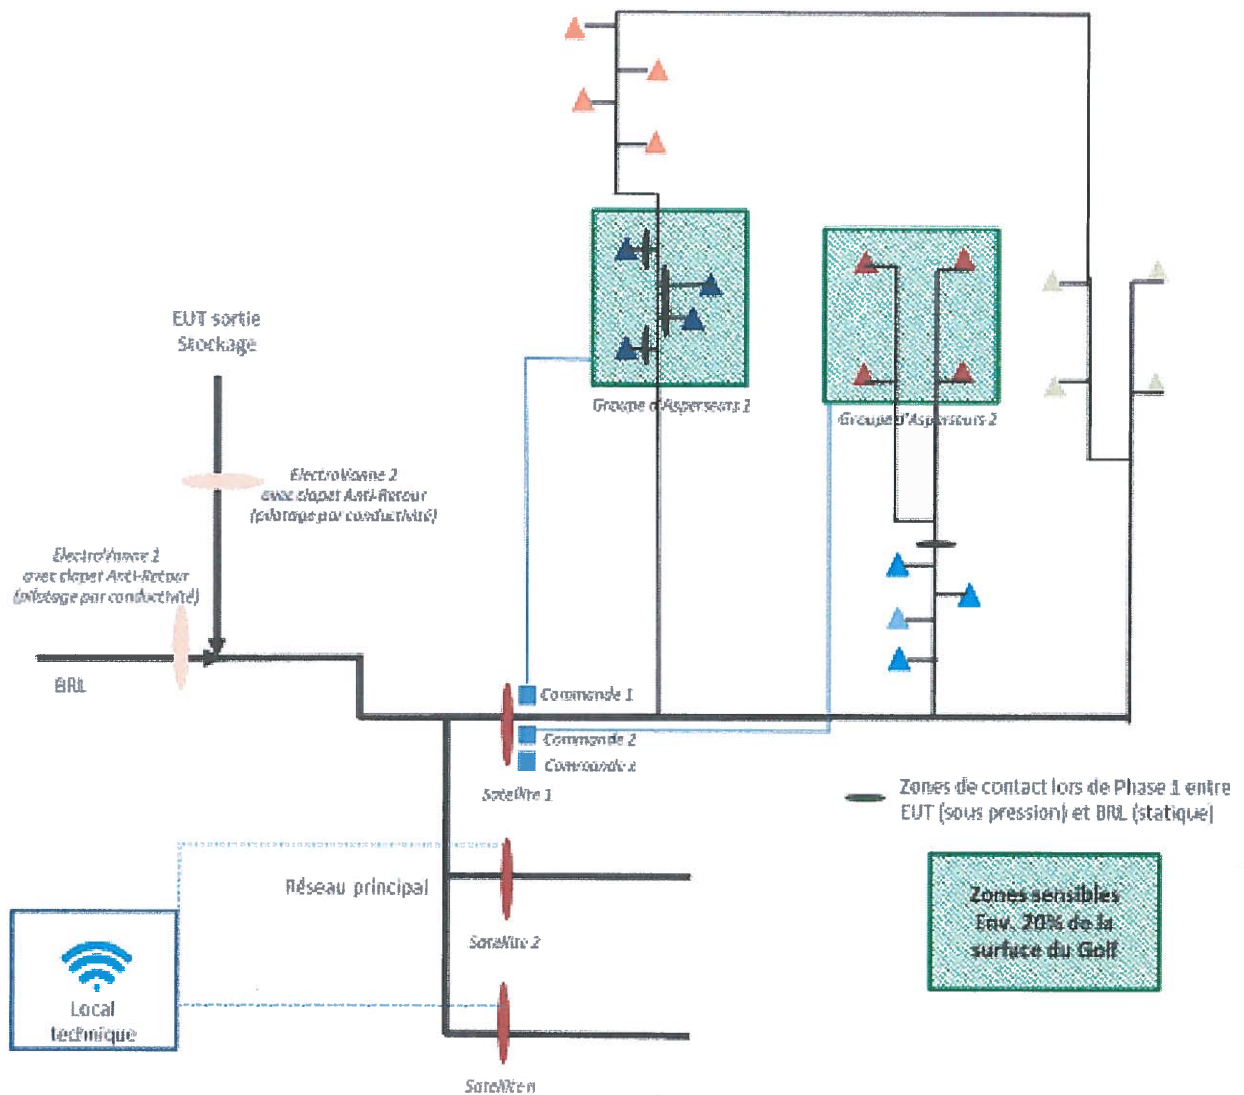 EUT sortie
Stockage
ElectroVanne 2
avec clapet Anti-Retour
(pilotage par conductivité)
ElectroVanne 1
avec clapet Anti-Retour
(pilotage par conductivité)
BRL
Groupe d'Asperseurs 1
Groupe d'Asperseurs 2
Commande 1
Commande 2
Commande x
Satellite 1
Zones de contact lors de Phase 1 entre
EUT (sous pression) et BRL (statique)
Réseau principal
Satellite 2
Zones sensibles
Env. 20% de la
surface du Golf
Local
technique
Satellite n